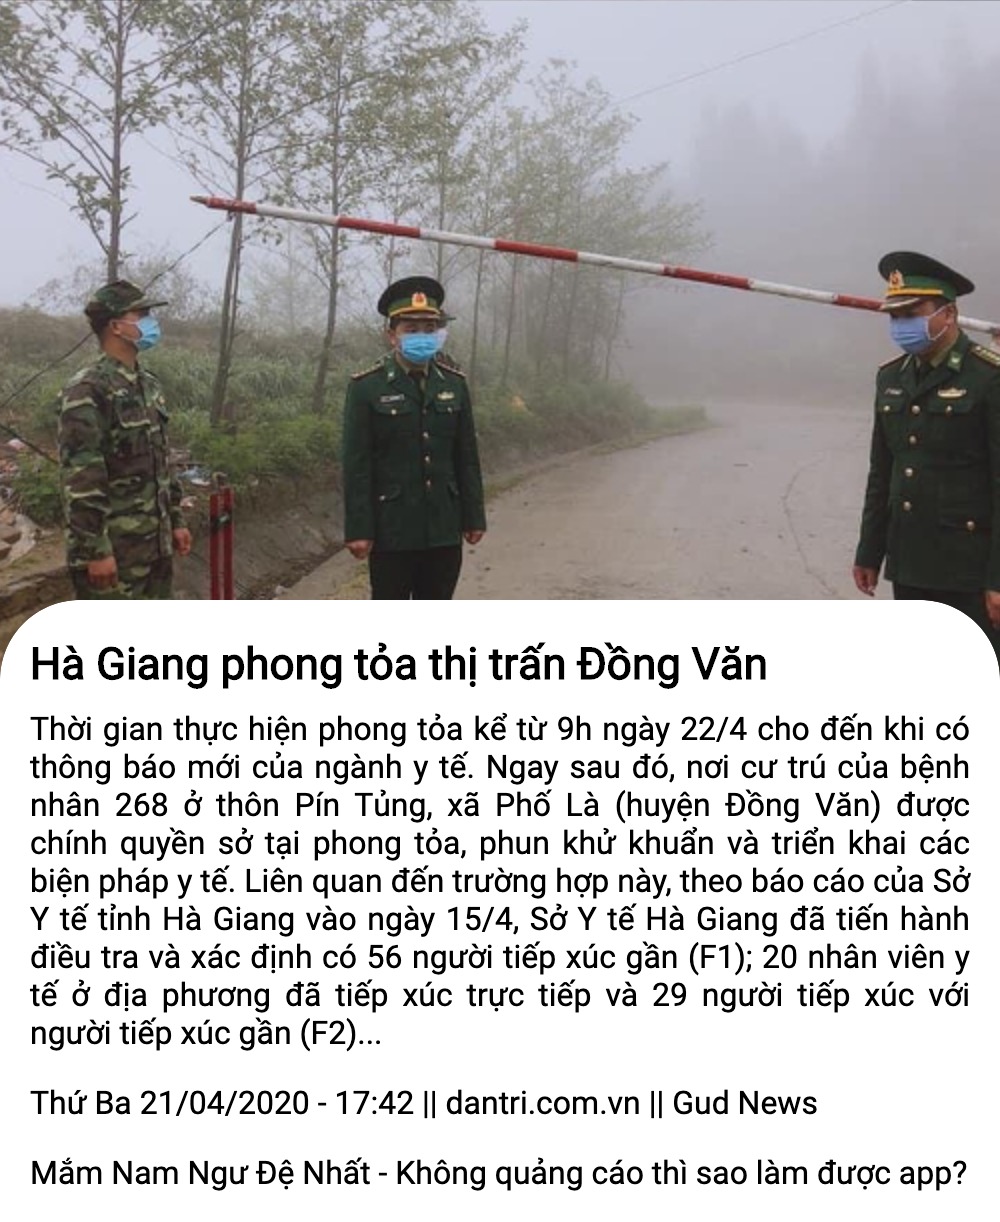 Hà Giang phong tỏa thị trấn Đồng Văn
Thời gian thực hiện phong tỏa kể từ 9h ngày 22/4 cho đến khi có
thông báo mới của ngành y tế. Ngay sau đó, nơi cư trú của bệnh
nhân 268 ở thôn Pín Tủng, xã Phố Là (huyện Đồng Văn) được
chính quyền sở tại phong tỏa, phun khử khuẩn và triển khai các
biện pháp y tế. Liên quan đến trường hợp này, theo báo cáo của Sở
Y tế tỉnh Hà Giang vào ngày 15/4, Sở Y tế Hà Giang đã tiến hành
điều tra và xác định có 56 người tiếp xúc gần (F1); 20 nhân viên y
tế ở địa phương đã tiếp xúc trực tiếp và 29 người tiếp xúc với
người tiếp xúc gần (F2)...
Thứ Ba 21/04/2020 - 17:42 || dantri.com.vn || Gud News
Mắm Nam Ngư Đệ Nhất - Không quảng cáo thì sao làm được app?